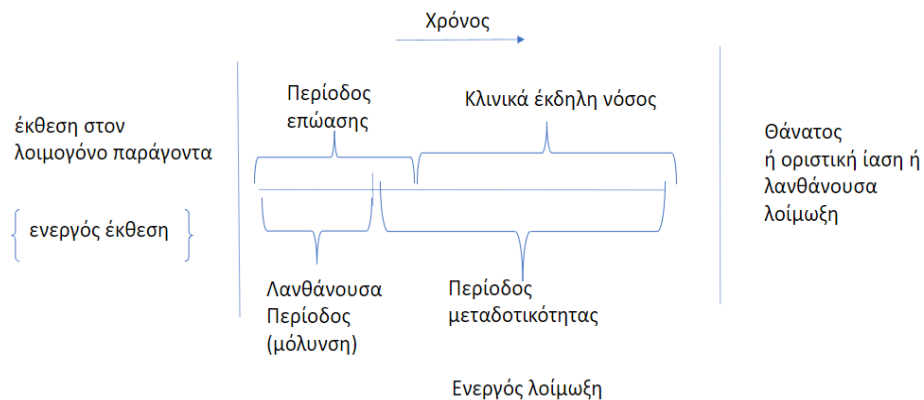 Χρόνος
Περίοδος
επώασης
Κλινικά έκδηλη νόσος
έκθεση στον
λοιμογόνο παράγοντα
Θάνατος
ή οριστική ίαση ή
λανθάνουσα
λοίμωξη
ενεργός έκθεση
Λανθάνουσα
Περίοδος
(μόλυνση)
Περίοδος
μεταδοτικότητας
Ενεργός λοίμωξη